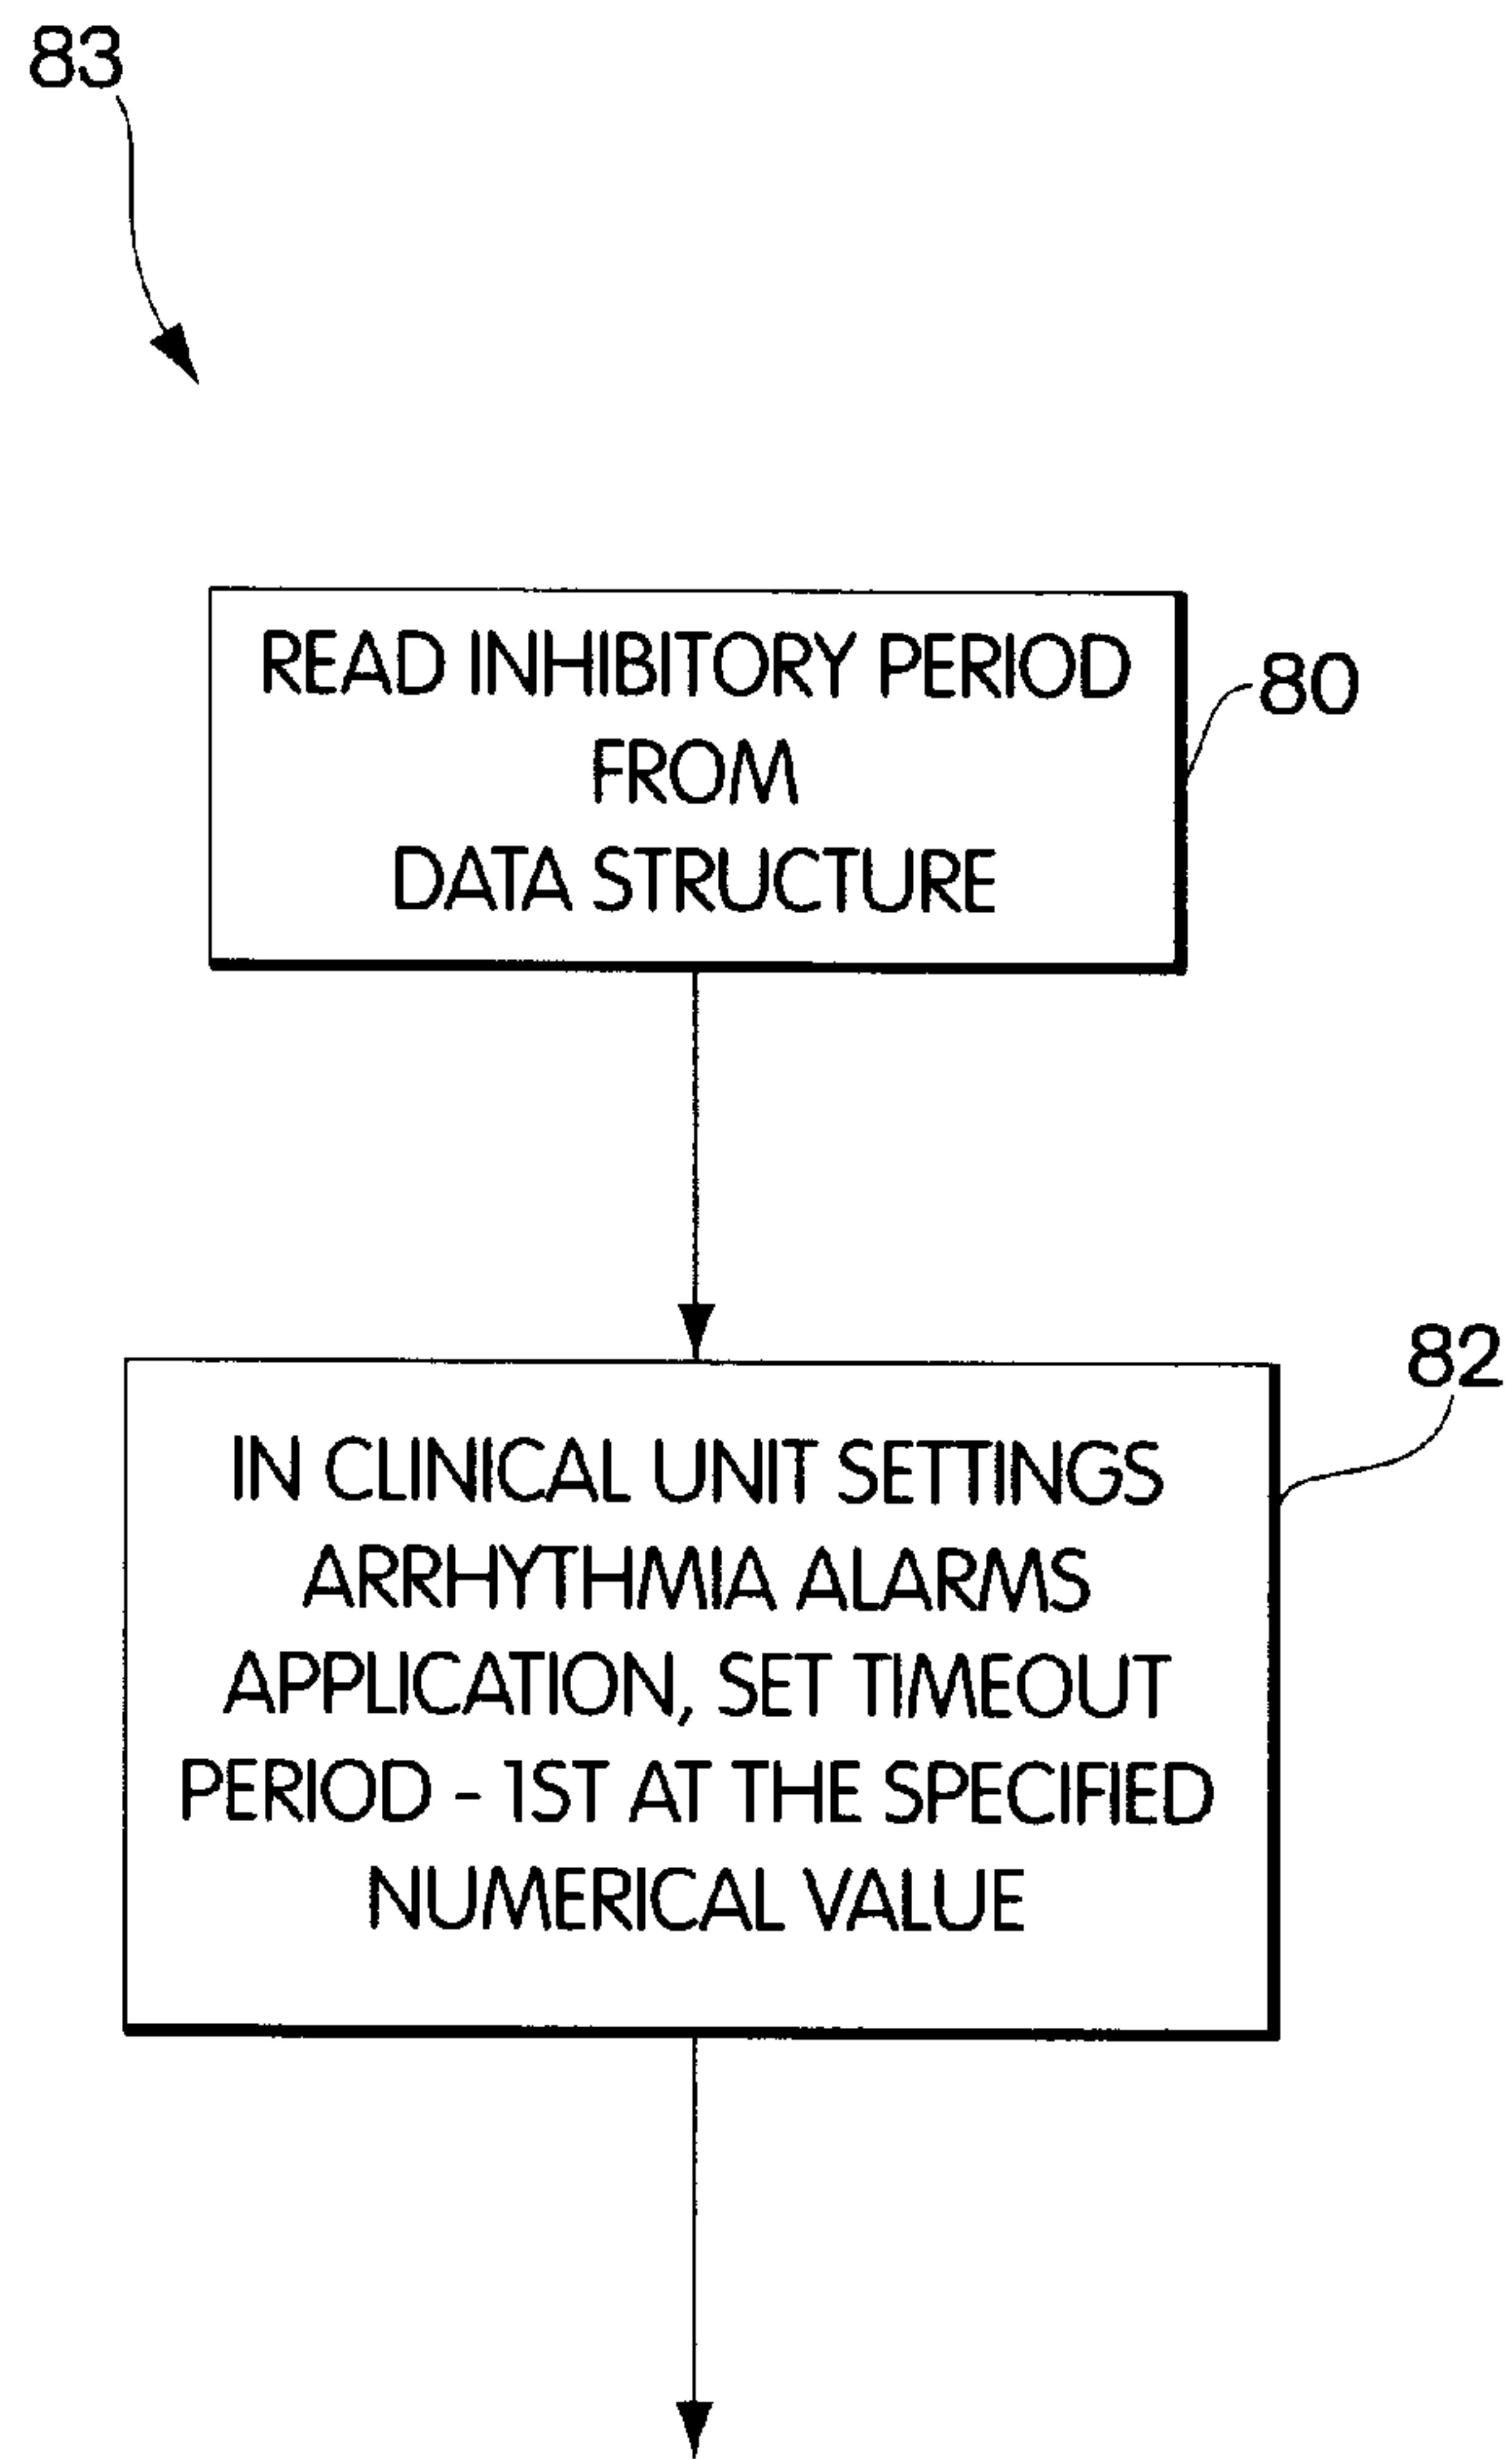 83
READ INHIBITORY PERIOD
FROM
DATA STRUCTURE
80
82
IN CLINICAL UNIT SETTINGS
ARRHYTHMIA ALARMS
APPLICATION, SET TIMEOUT
PERIOD - 1ST AT THE SPECIFIED
NUMERICAL VALUE